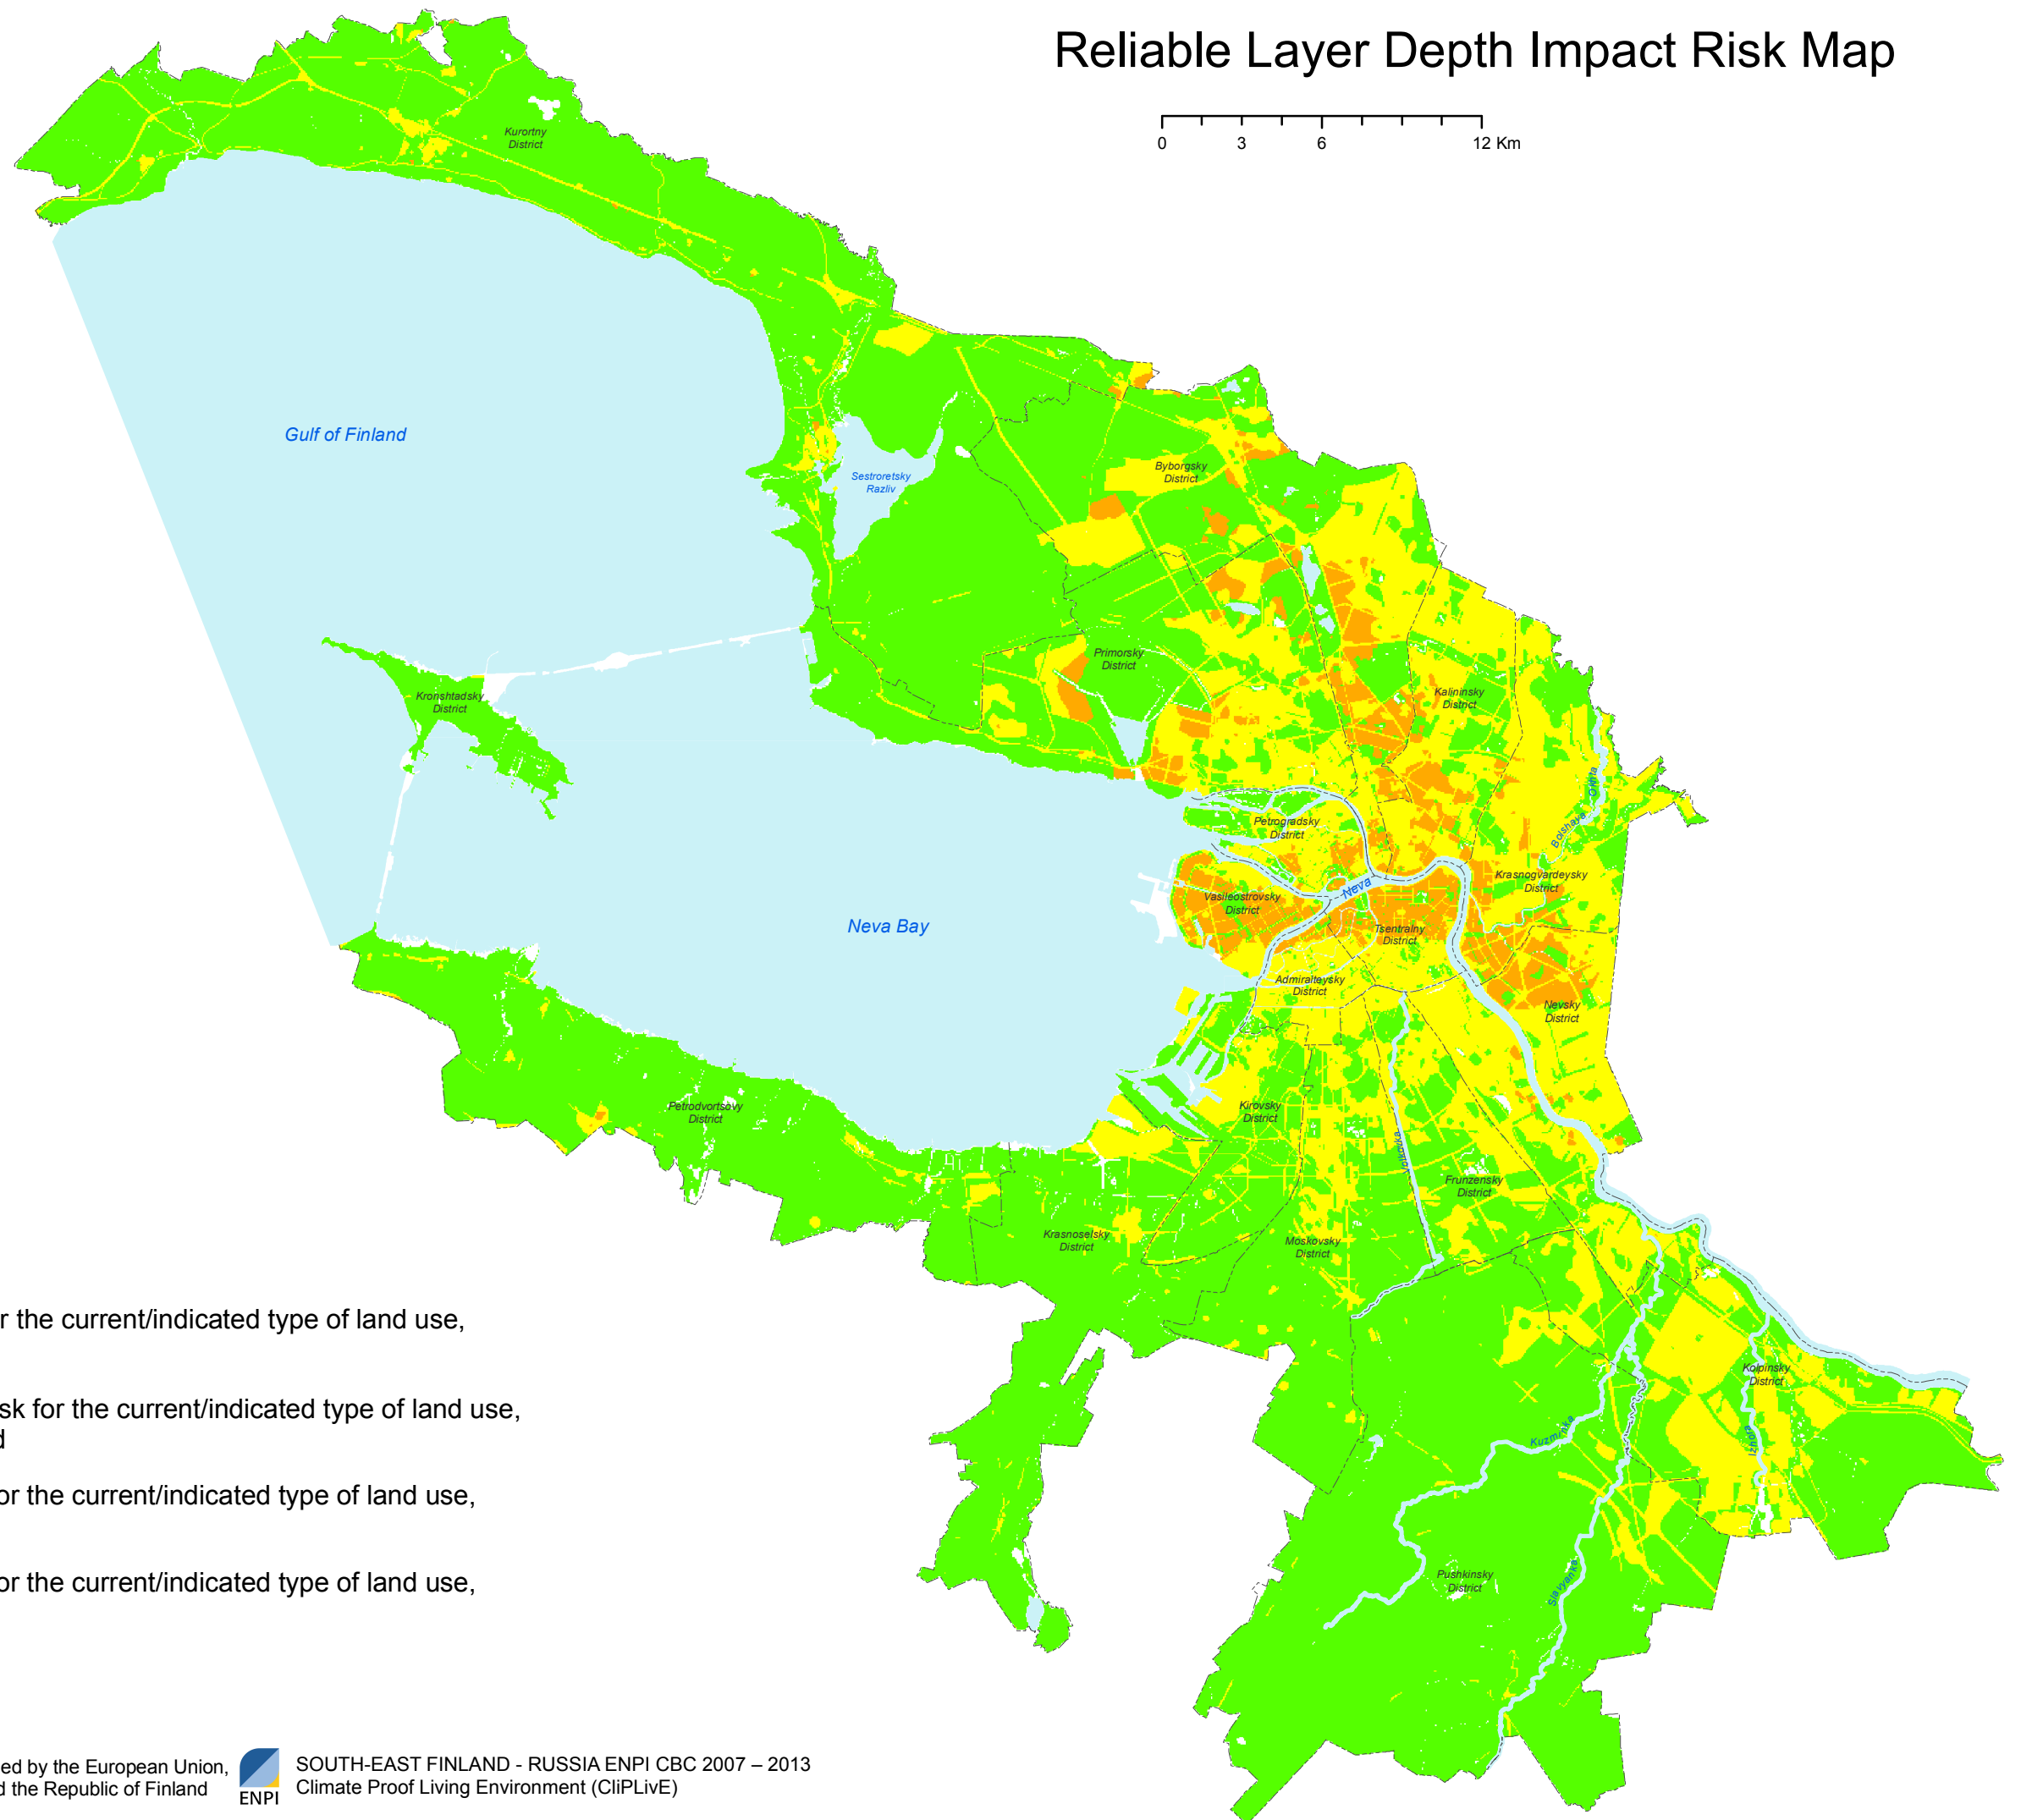 Reliable Layer Depth Impact Risk Map
0 3 6 12 Km
Kurortny
District
Gulf of Finland
Sestroretsky
Razliv
Byborgsky
District
Primorsky
District
Kronshtadsky
District
Kalininsky
District
Bolshaya Okhta
Petrogradsky
District
Krasnogvardeysky
District
Neva
Vasileostrovsky
District
Neva Bay
Tsentralny
District
Admiralteysky
District
Nevsky
District
Petrodvortsovy
District
Kirovsky
District
Volkovka
Frunzensky
District
Krasnoselsky
District
Moskovsky
District
Kolpinsky
District
Kuzminka
Izhora
Slavyanka
Pushkinsky
District
r the current/indicated type of land use,
sk for the current/indicated type of land use,
d
or the current/indicated type of land use,
or the current/indicated type of land use,
ed by the European Union,
d the Republic of Finland
ENPI
SOUTH-EAST FINLAND - RUSSIA ENPI CBC 2007 – 2013
Climate Proof Living Environment (CliPLivE)